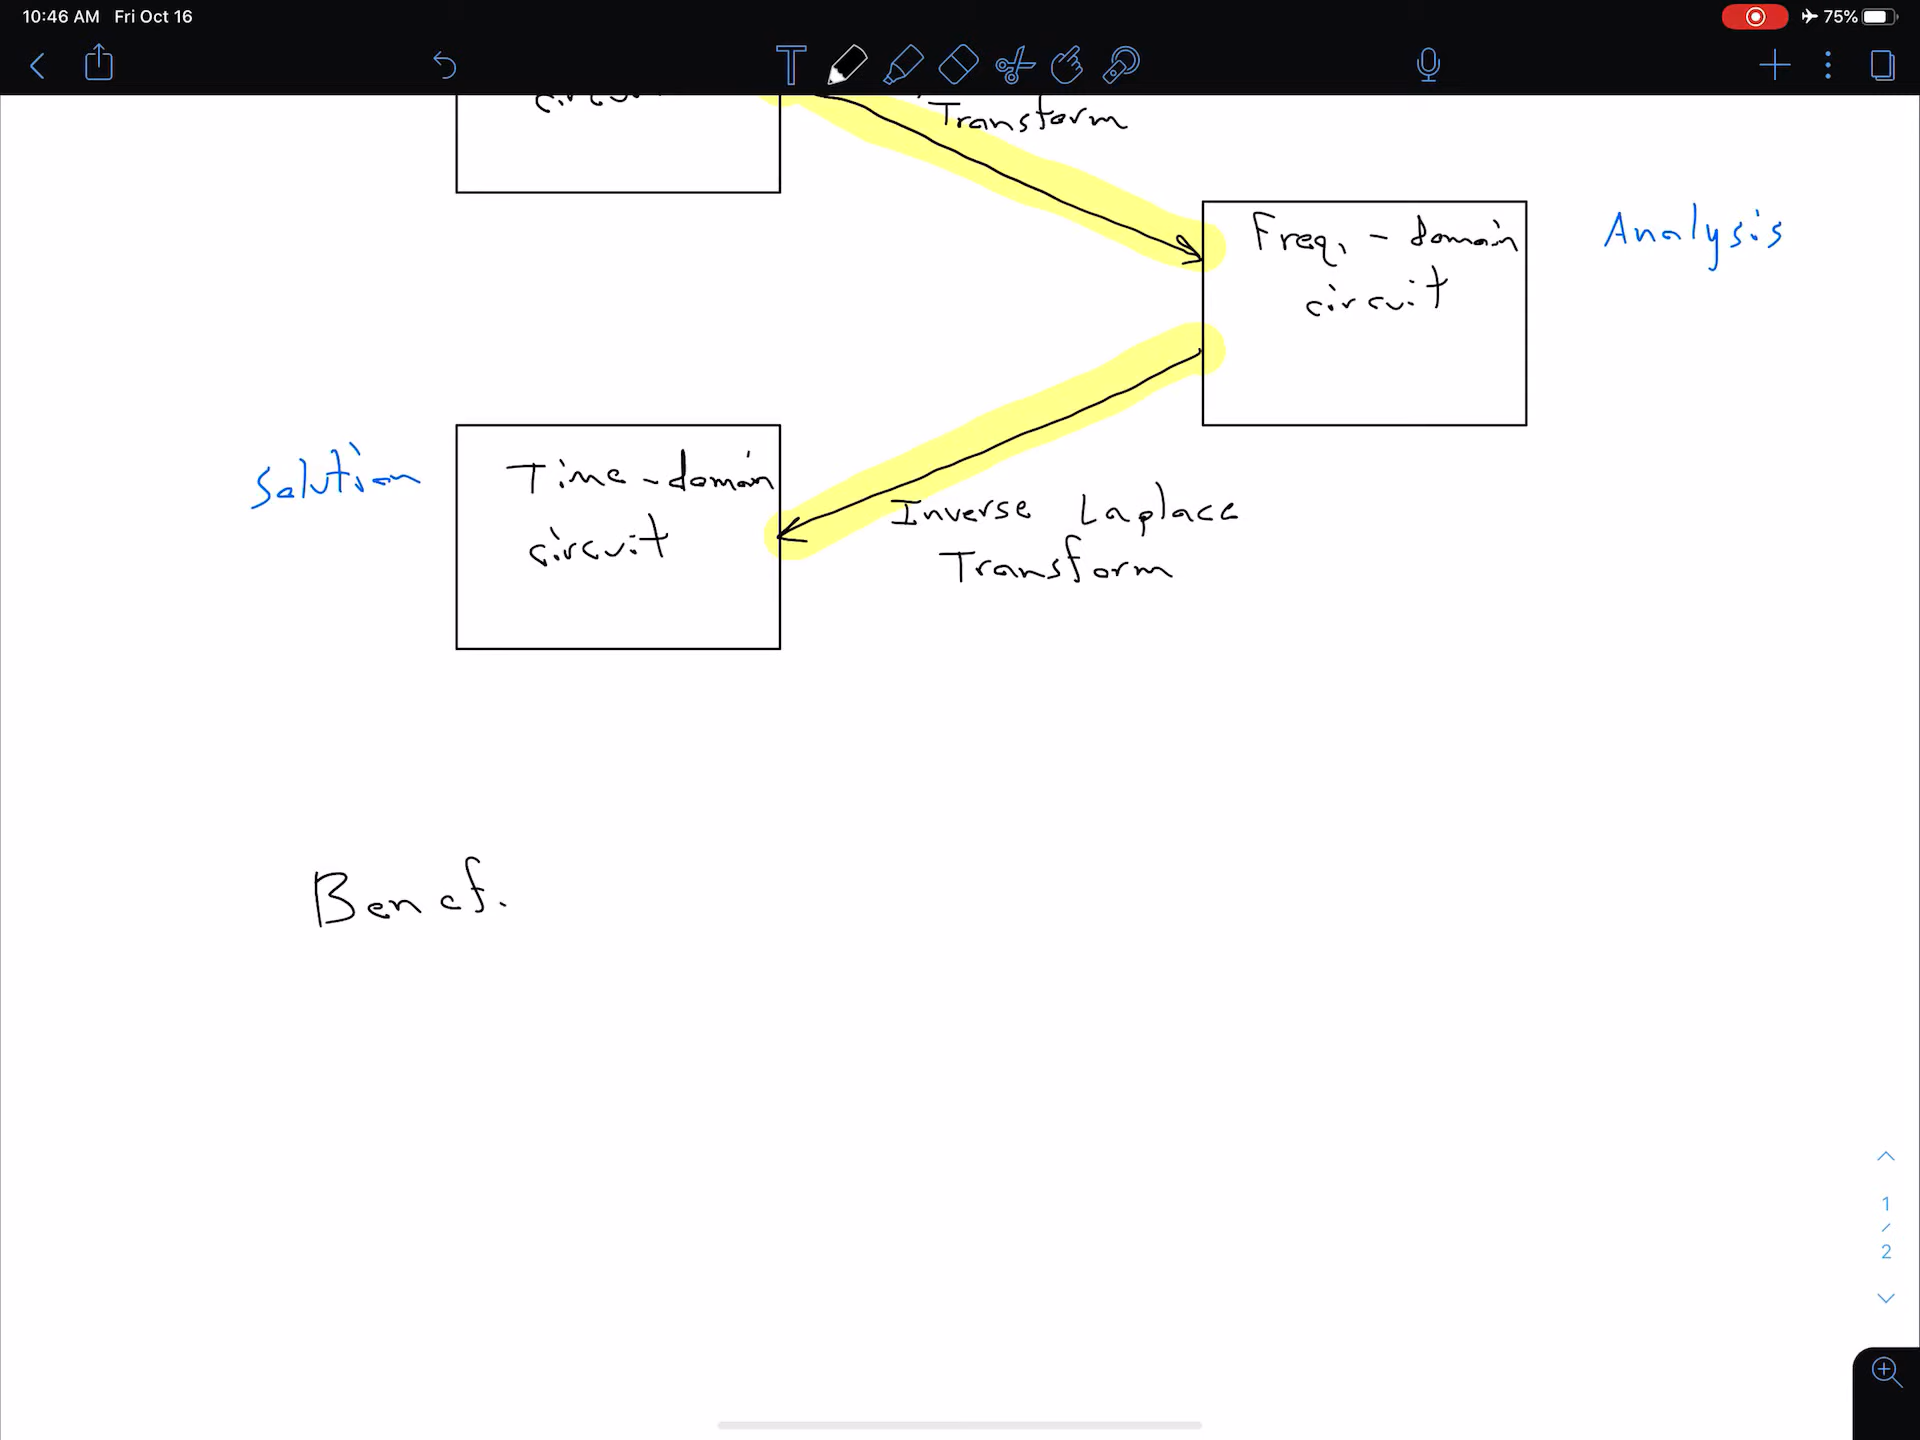 10:46 AM Fri Oct 16
75%
T
circuit
Transform
Freq. - domain
circuit
Analysis
Solution
Time - domain
circuit
Inverse Laplace
Transform
Benef.
1
/
2